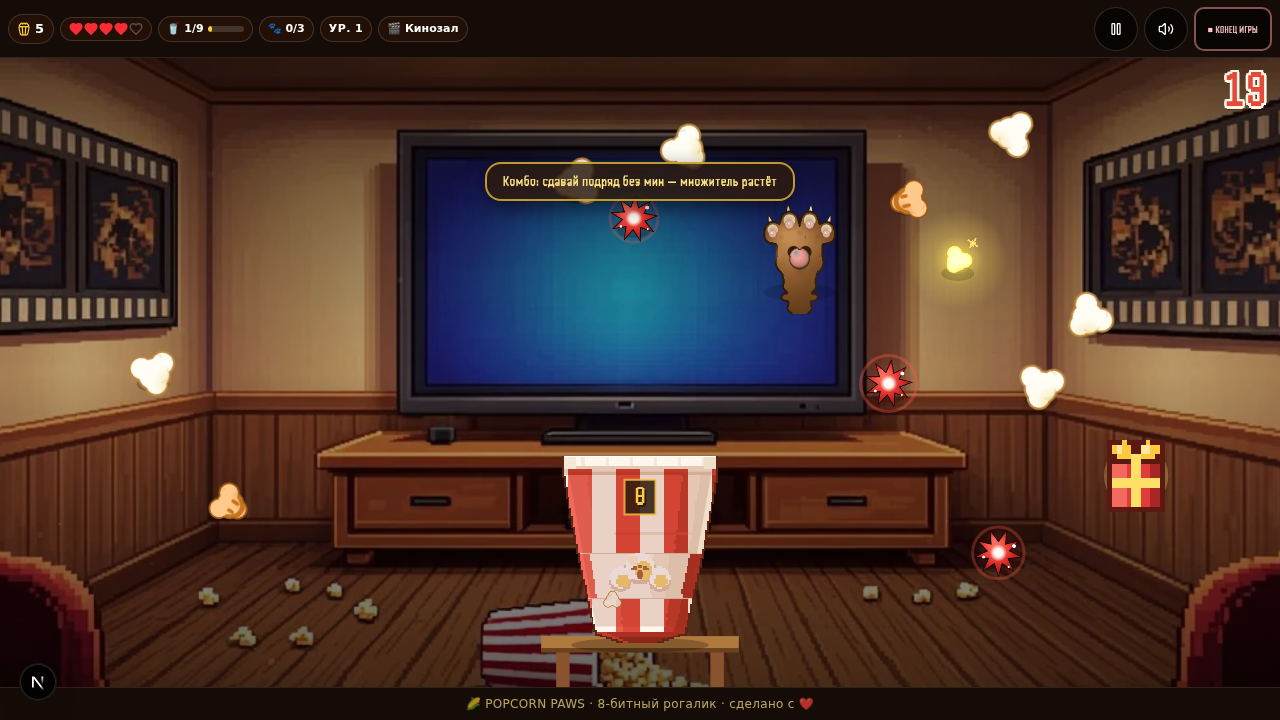 5
1/9
0/3
УР. 1
Кинозал
КОНЕЦ ИГРЫ
19
Комбо: сдавай подряд без мин — множитель растёт
8
N
POPCORN PAWS · 8-битный рогалик · сделано с